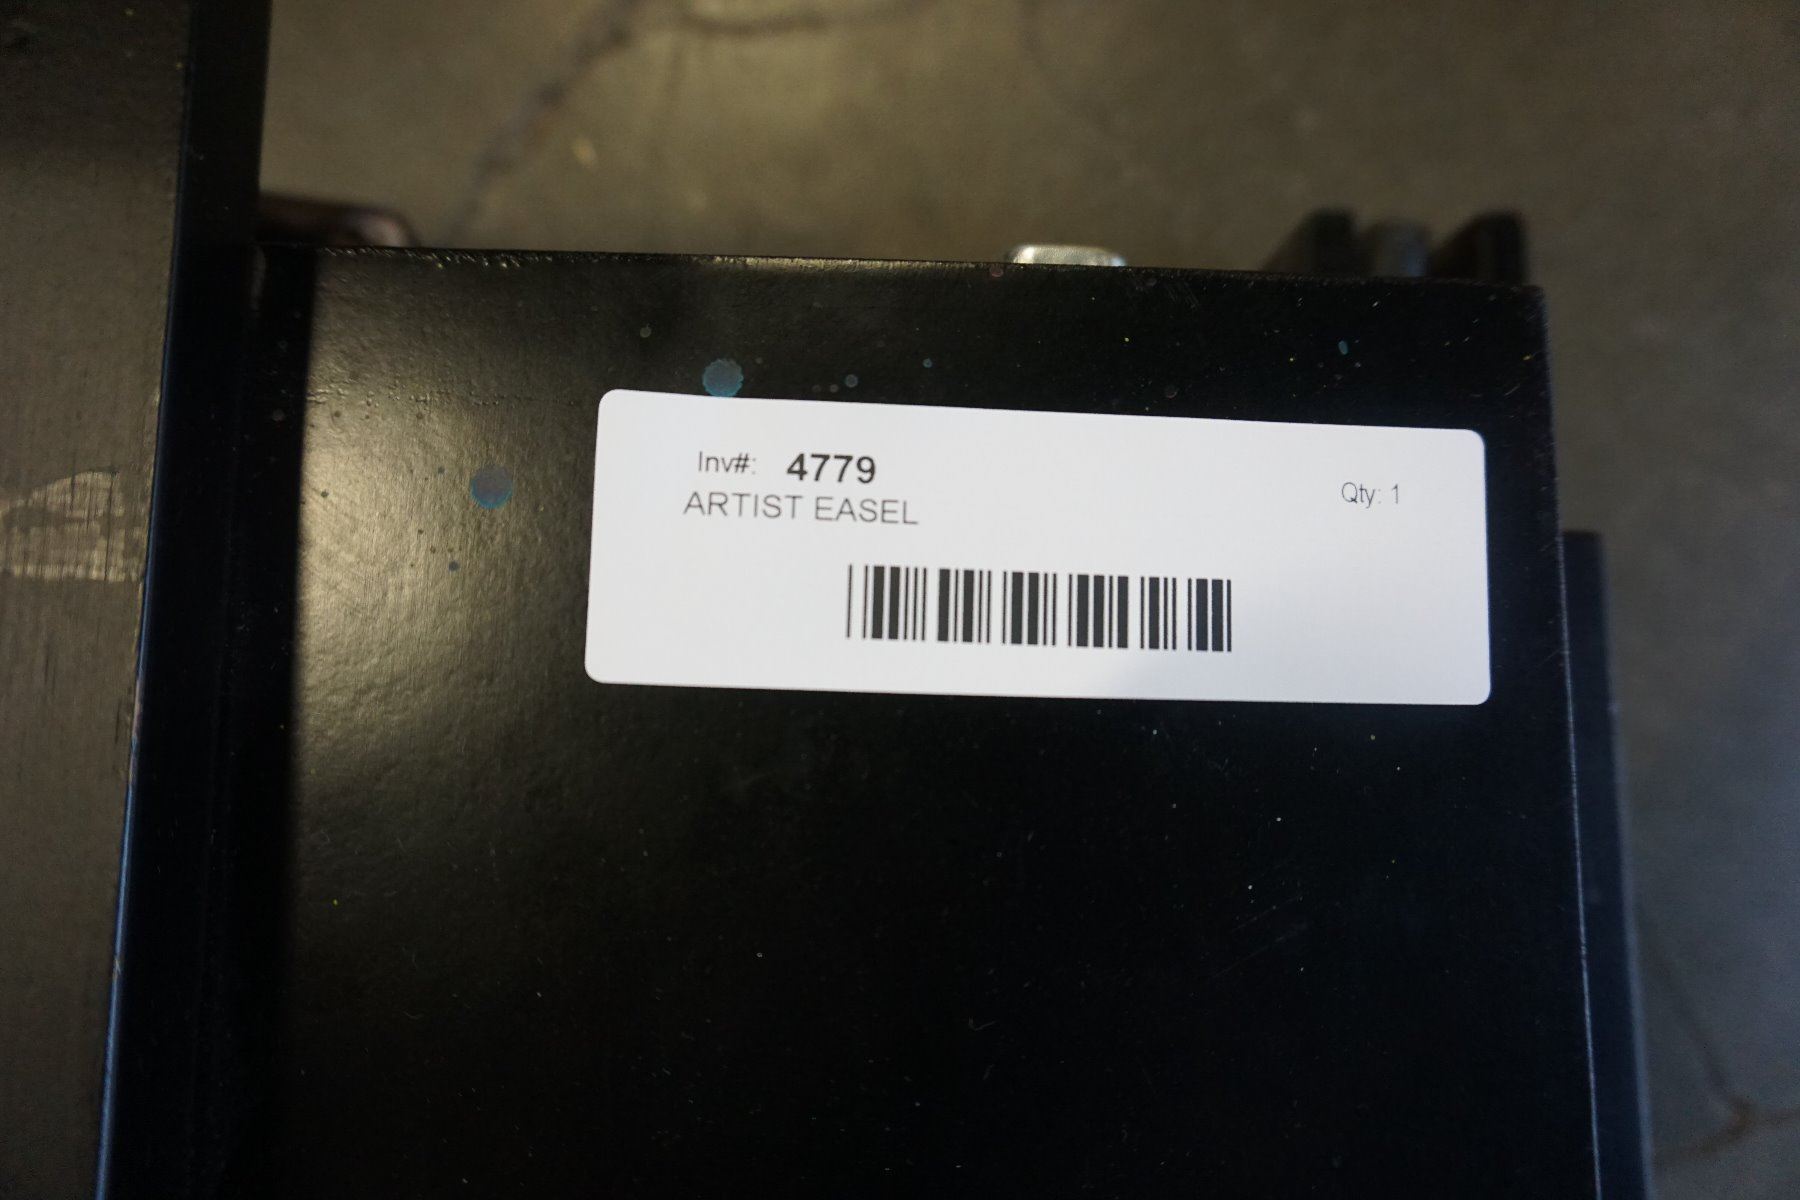 Inv#: 4779
ARTIST EASEL
Qty: 1